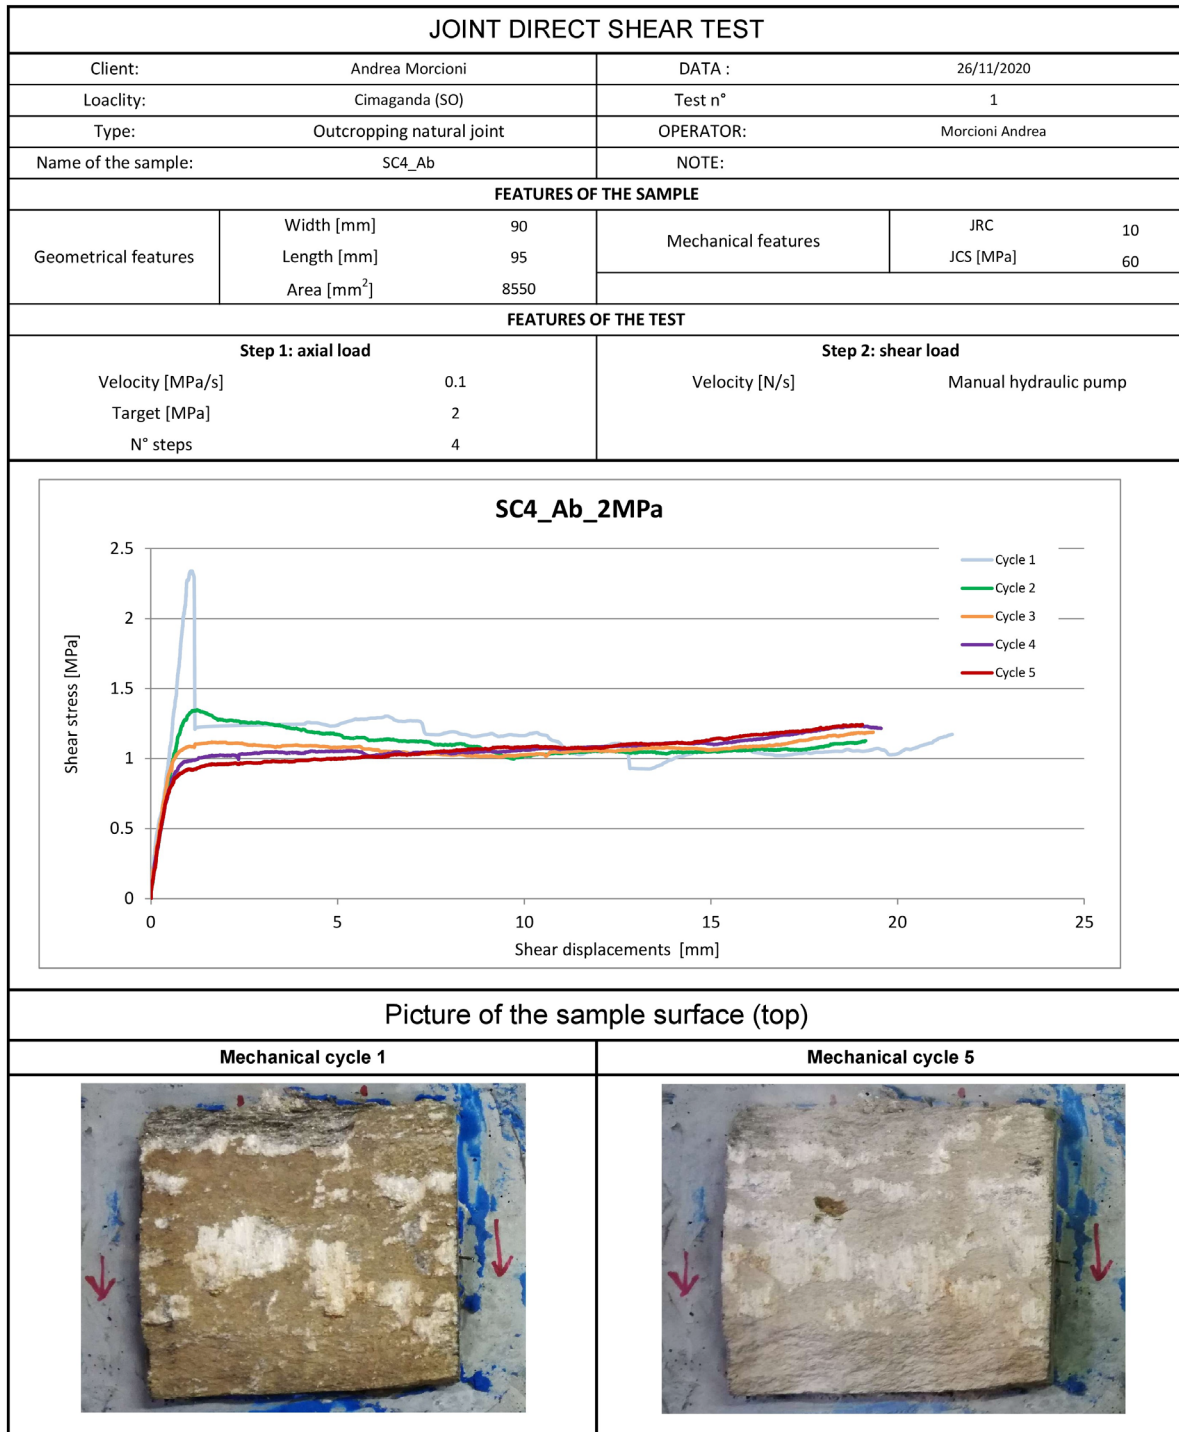 JOINT DIRECT SHEAR TEST
Client: Andrea Morcioni DATA : 26/11/2020
Loaclity: Cimaganda (SO) Test n° 1
Type: Outcropping natural joint OPERATOR: Morcioni Andrea
Name of the sample: SC4_Ab NOTE:
FEATURES OF THE SAMPLE
Geometrical features
Width [mm] 90
Length [mm] 95
Area [mm²] 8550
Mechanical features
JRC 10
JCS [MPa] 60
FEATURES OF THE TEST
Step 1: axial load
Velocity [MPa/s] 0.1
Target [MPa] 2
N° steps 4
Step 2: shear load
Velocity [N/s] Manual hydraulic pump
SC4_Ab_2MPa
Shear stress [MPa]
2.5
2
1.5
1
0.5
0
0 5 10 15 20 25
Shear displacements [mm]
Cycle 1
Cycle 2
Cycle 3
Cycle 4
Cycle 5
Picture of the sample surface (top)
Mechanical cycle 1
Mechanical cycle 5